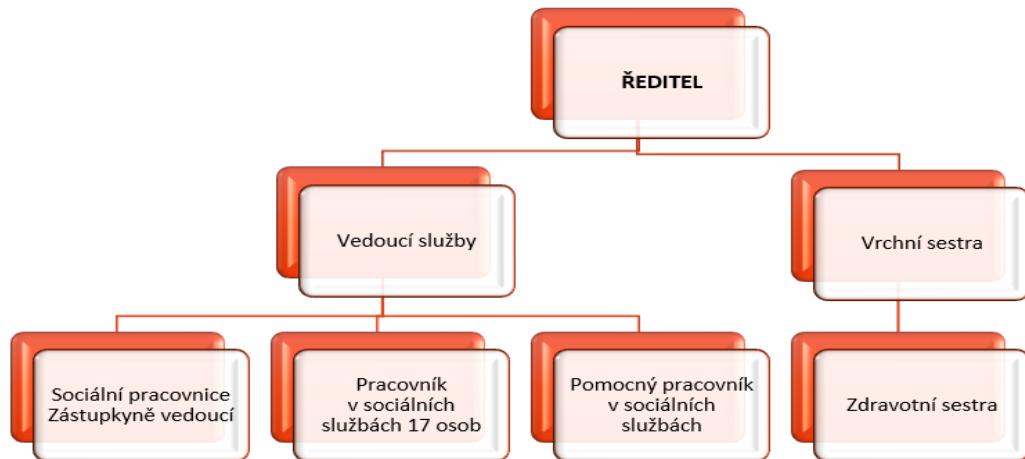 ŘEDITEL
Vedoucí služby
Vrchní sestra
Sociální pracovnice
Zástupkyně vedoucí
Pracovník
v sociálních
službách 17 osob
Pomocný pracovník
v sociálních
službách
Zdravotní sestra